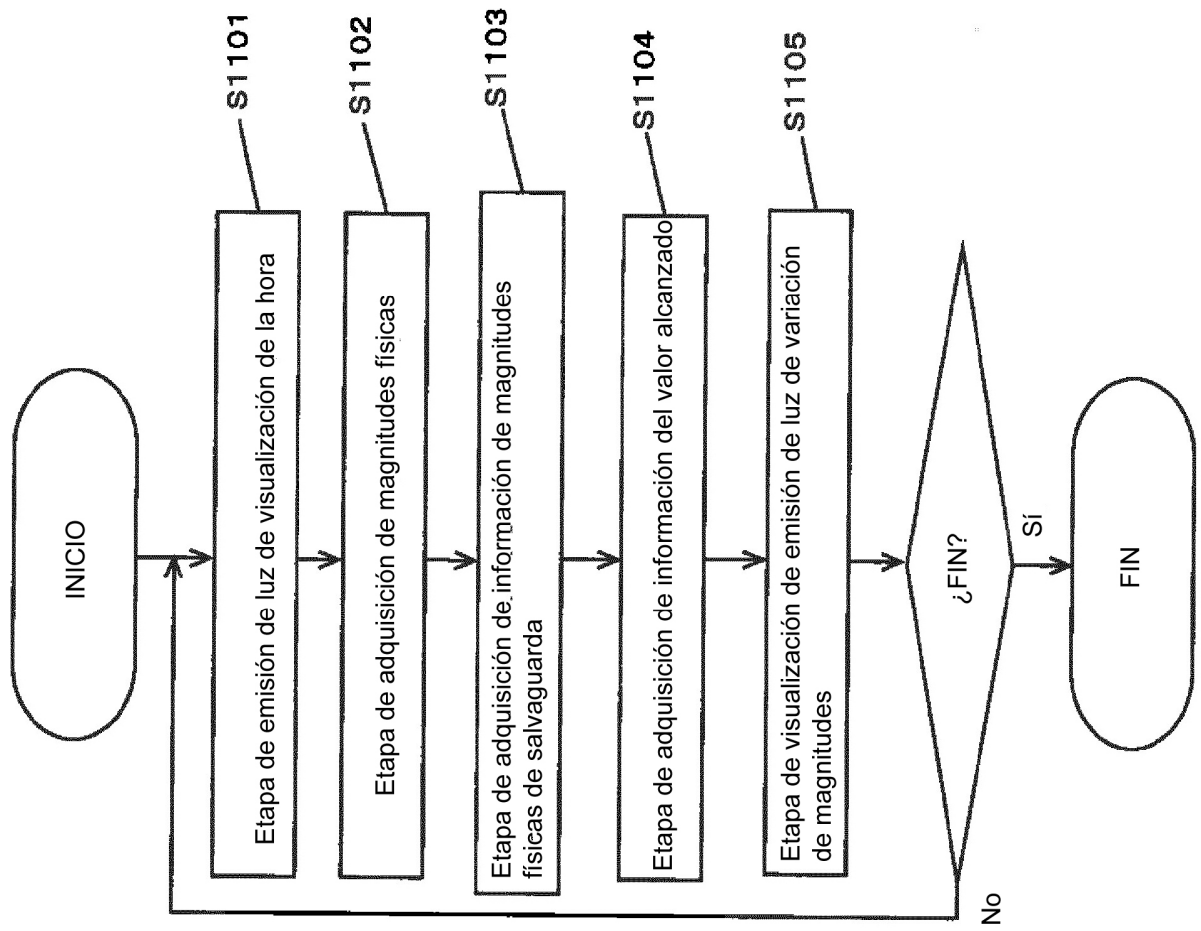 INICIO
Etapa de emisión de luz de visualización de la hora
S1101
Etapa de adquisición de magnitudes físicas
S1102
Etapa de adquisición de información de magnitudes
físicas de salvaguarda
S1103
Etapa de adquisición de información del valor alcanzado
S1104
Etapa de visualización de emisión de luz de variación
de magnitudes
S1105
¿FIN?
No
Sí
FIN